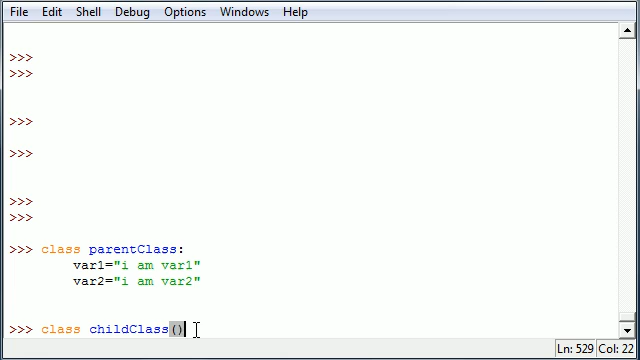 File Edit Shell Debug Options Windows Help
>>>
>>>
>>>
>>>
>>>
>>>
>>> class parentClass:
var1="i am var1"
var2="i am var2"
>>> class childClass()
Ln: 529 Col: 22